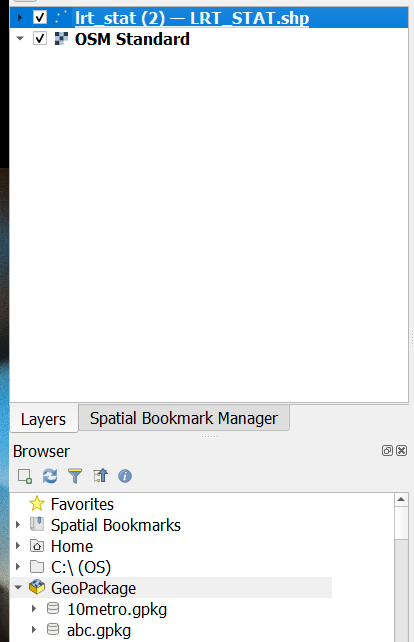 lrt_stat (2) — LRT_STAT.shp
OSM Standard
Layers Spatial Bookmark Manager
Browser
Favorites
Spatial Bookmarks
Home
C:\ (OS)
GeoPackage
10metro.gpkg
abc.gpkg